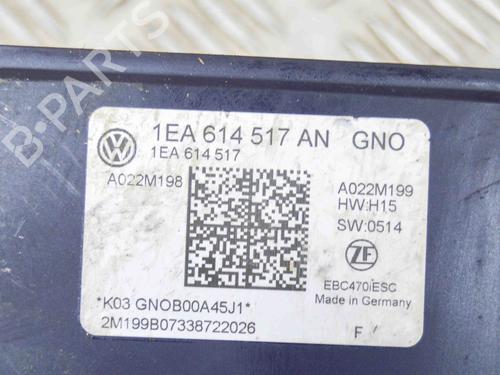 B-PARTS
1EA 614 517 AN GNO
1EA 614 517
A022M198
A022M199
HW:H15
SW:0514
ZF
EBC470iESC
Made in Germany
*K03 GNOB00A45J1*
2M199B07338722026
F